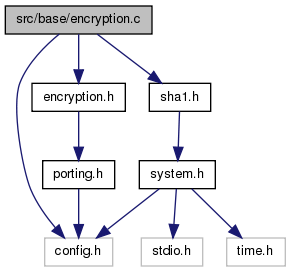 src/base/encryption.c
encryption.h
sha1.h
porting.h
system.h
config.h
stdio.h
time.h